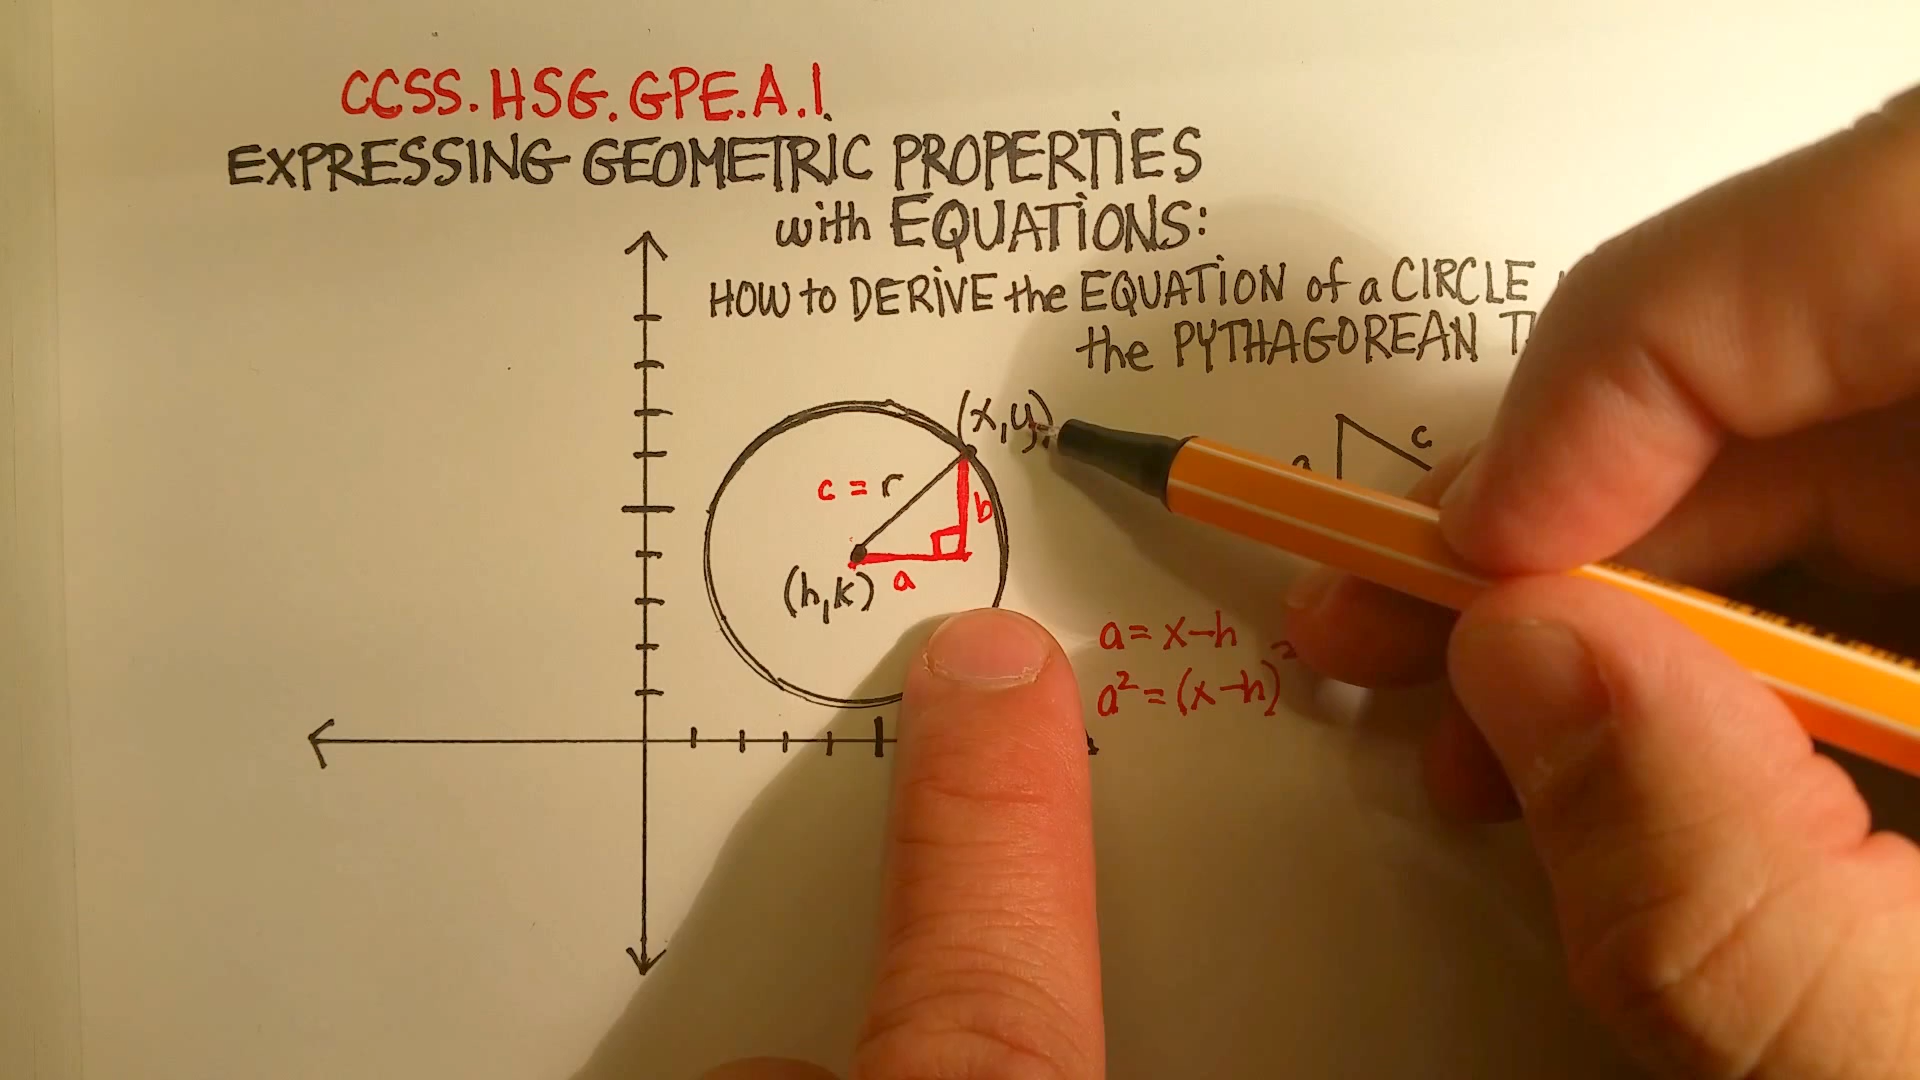 CCSS.HSG.GPE.A.1.
EXPRESSING GEOMETRIC PROPERTIES
with EQUATIONS:
HOW to DERIVE the EQUATION of a CIRCLE
the PYTHAGOREAN
(x,y)
c
a
c = r
b
(h,k)
a
a = x-h
a² = (x-h)²